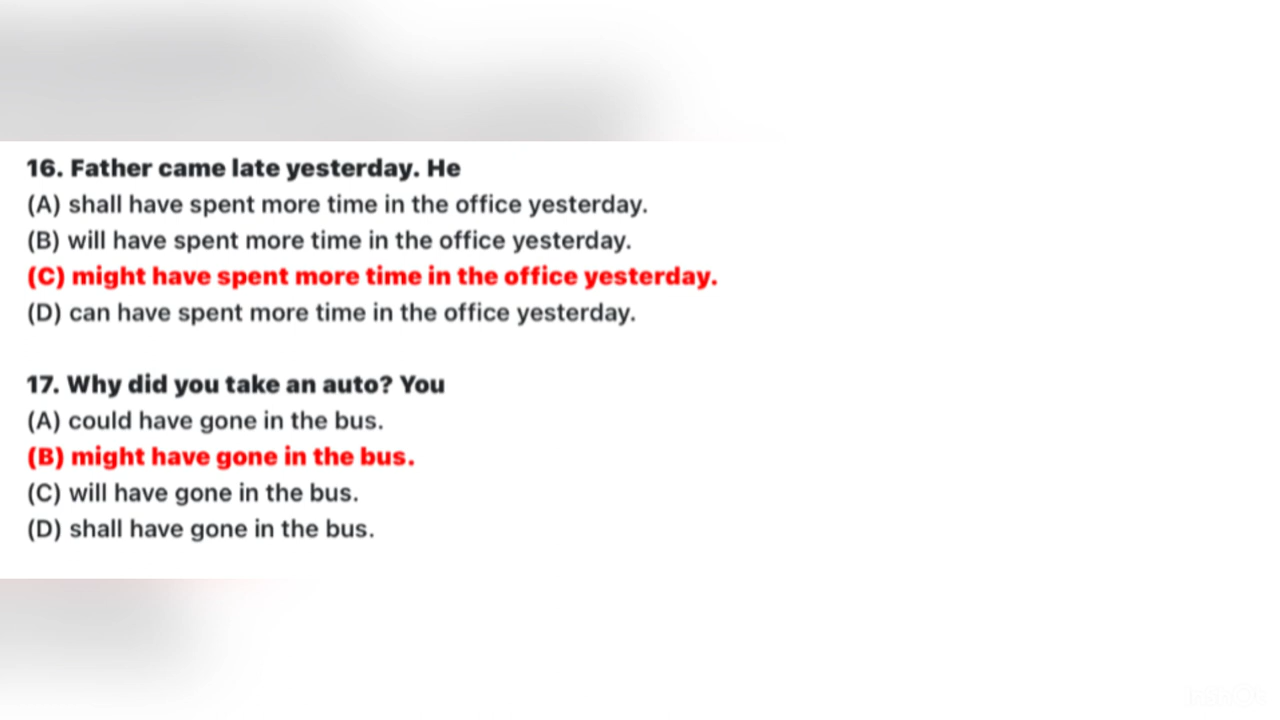 16. Father came late yesterday. He
(A) shall have spent more time in the office yesterday.
(B) will have spent more time in the office yesterday.
(C) might have spent more time in the office yesterday.
(D) can have spent more time in the office yesterday.
17. Why did you take an auto? You
(A) could have gone in the bus.
(B) might have gone in the bus.
(C) will have gone in the bus.
(D) shall have gone in the bus.